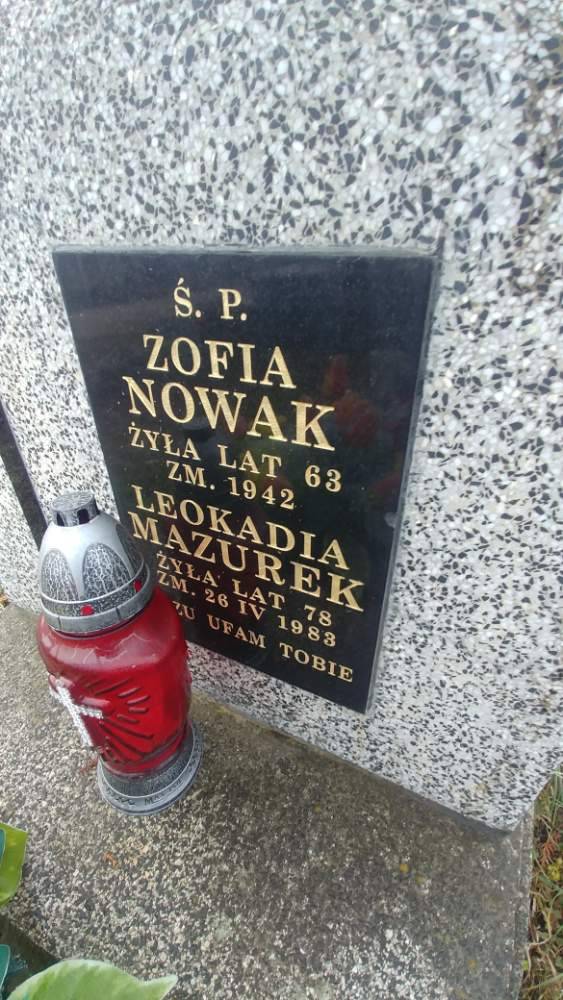 Ś. P.
ZOFIA
NOWAK
ŻYŁA LAT 63
ZM. 1942
LEOKADIA
MAZUREK
ŻYŁA LAT 78
ZM. 26 IV 1983
UFAM TOBIE